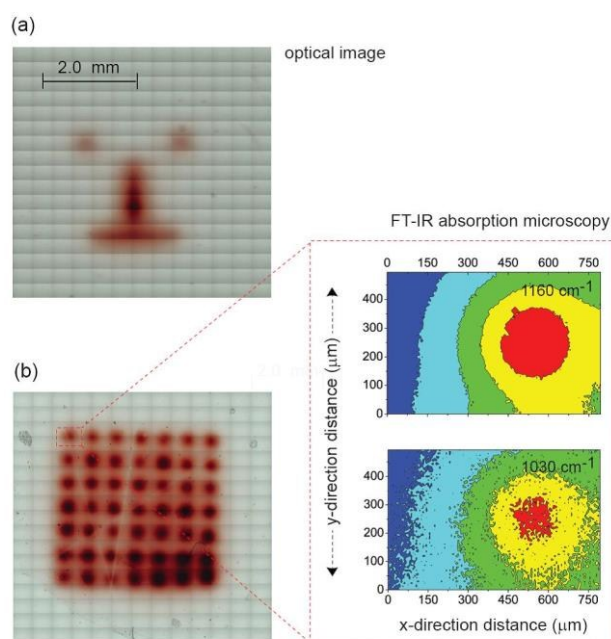 (a)
optical image
2.0 mm
FT-IR absorption microscopy
0 150 300 450 600 750
1160 cm-1
400
300
200
100
0
y-direction distance (μm)
(b)
1030 cm-1
400
300
200
100
0
0 150 300 450 600 750
x-direction distance (μm)